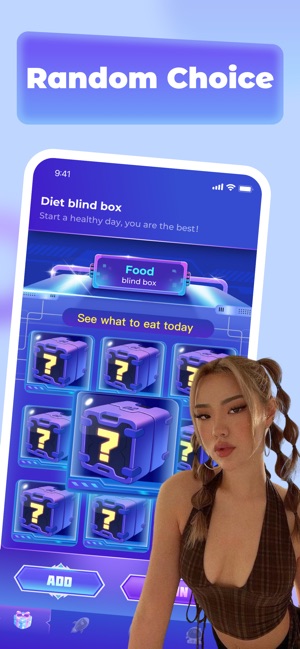 Random Choice
9:41
Diet blind box
Start a healthy day, you are the best!
Food
blind box
See what to eat today
?
?
?
?
?
?
?
ADD